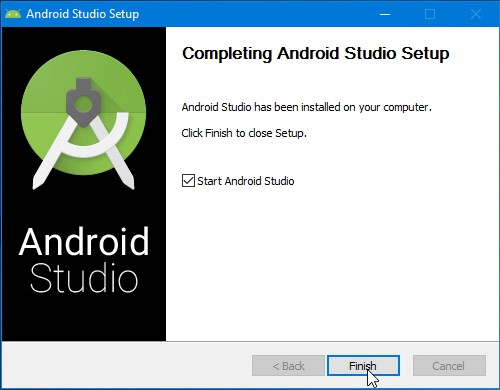 Android Studio Setup
Completing Android Studio Setup
Android Studio has been installed on your computer.
Click Finish to close Setup.
Start Android Studio
Android
Studio
< Back
Finish
Cancel